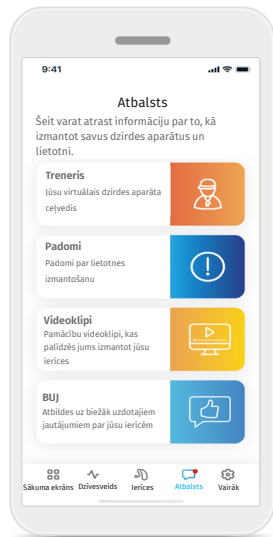 9:41
Atbalsts
Šeit varat atrast informāciju par to, kā
izmantot savus dzirdes aparātus un
lietotni.
Treneris
Jūsu virtuālais dzirdes aparāta
ceļvedis
Padomi
Padomi par lietotnes
izmantošanu
Videoklipi
Pamācību videoklipi, kas
palīdzēs jums izmantot jūsu
ierīces
BUJ
Atbildes uz biežāk uzdotajiem
jautājumiem par jūsu ierīcēm
Sākuma ekrāns Dzīvesveids Ierīces Atbalsts Vairāk